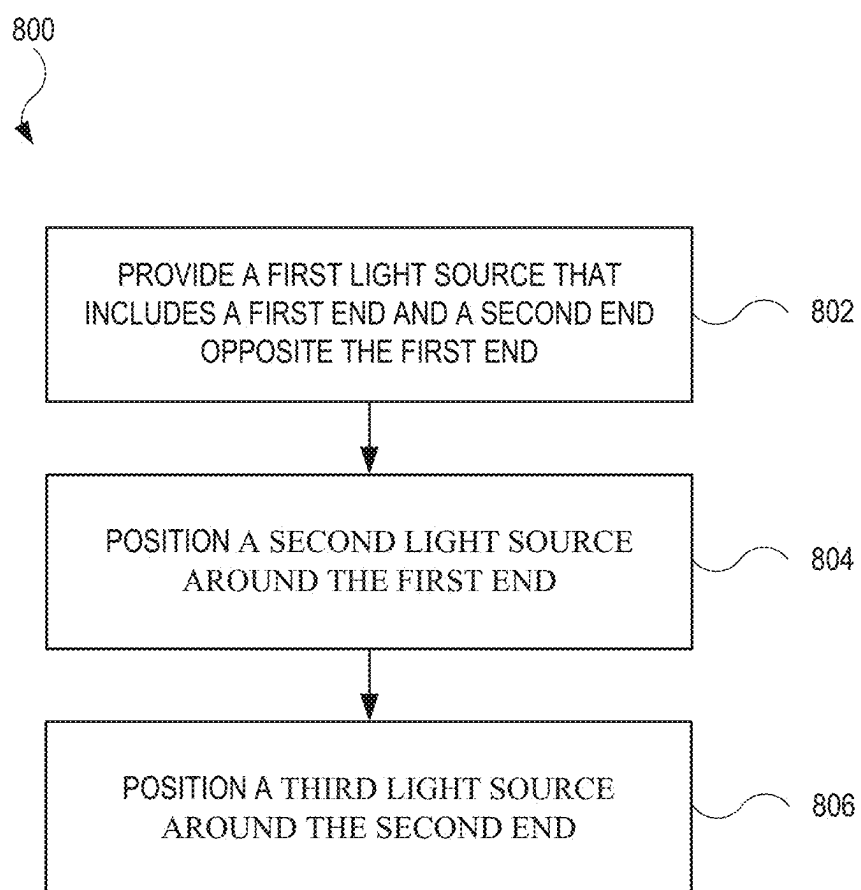 800
PROVIDE A FIRST LIGHT SOURCE THAT
INCLUDES A FIRST END AND A SECOND END
OPPOSITE THE FIRST END
802
POSITION A SECOND LIGHT SOURCE
AROUND THE FIRST END
804
POSITION A THIRD LIGHT SOURCE
AROUND THE SECOND END
806